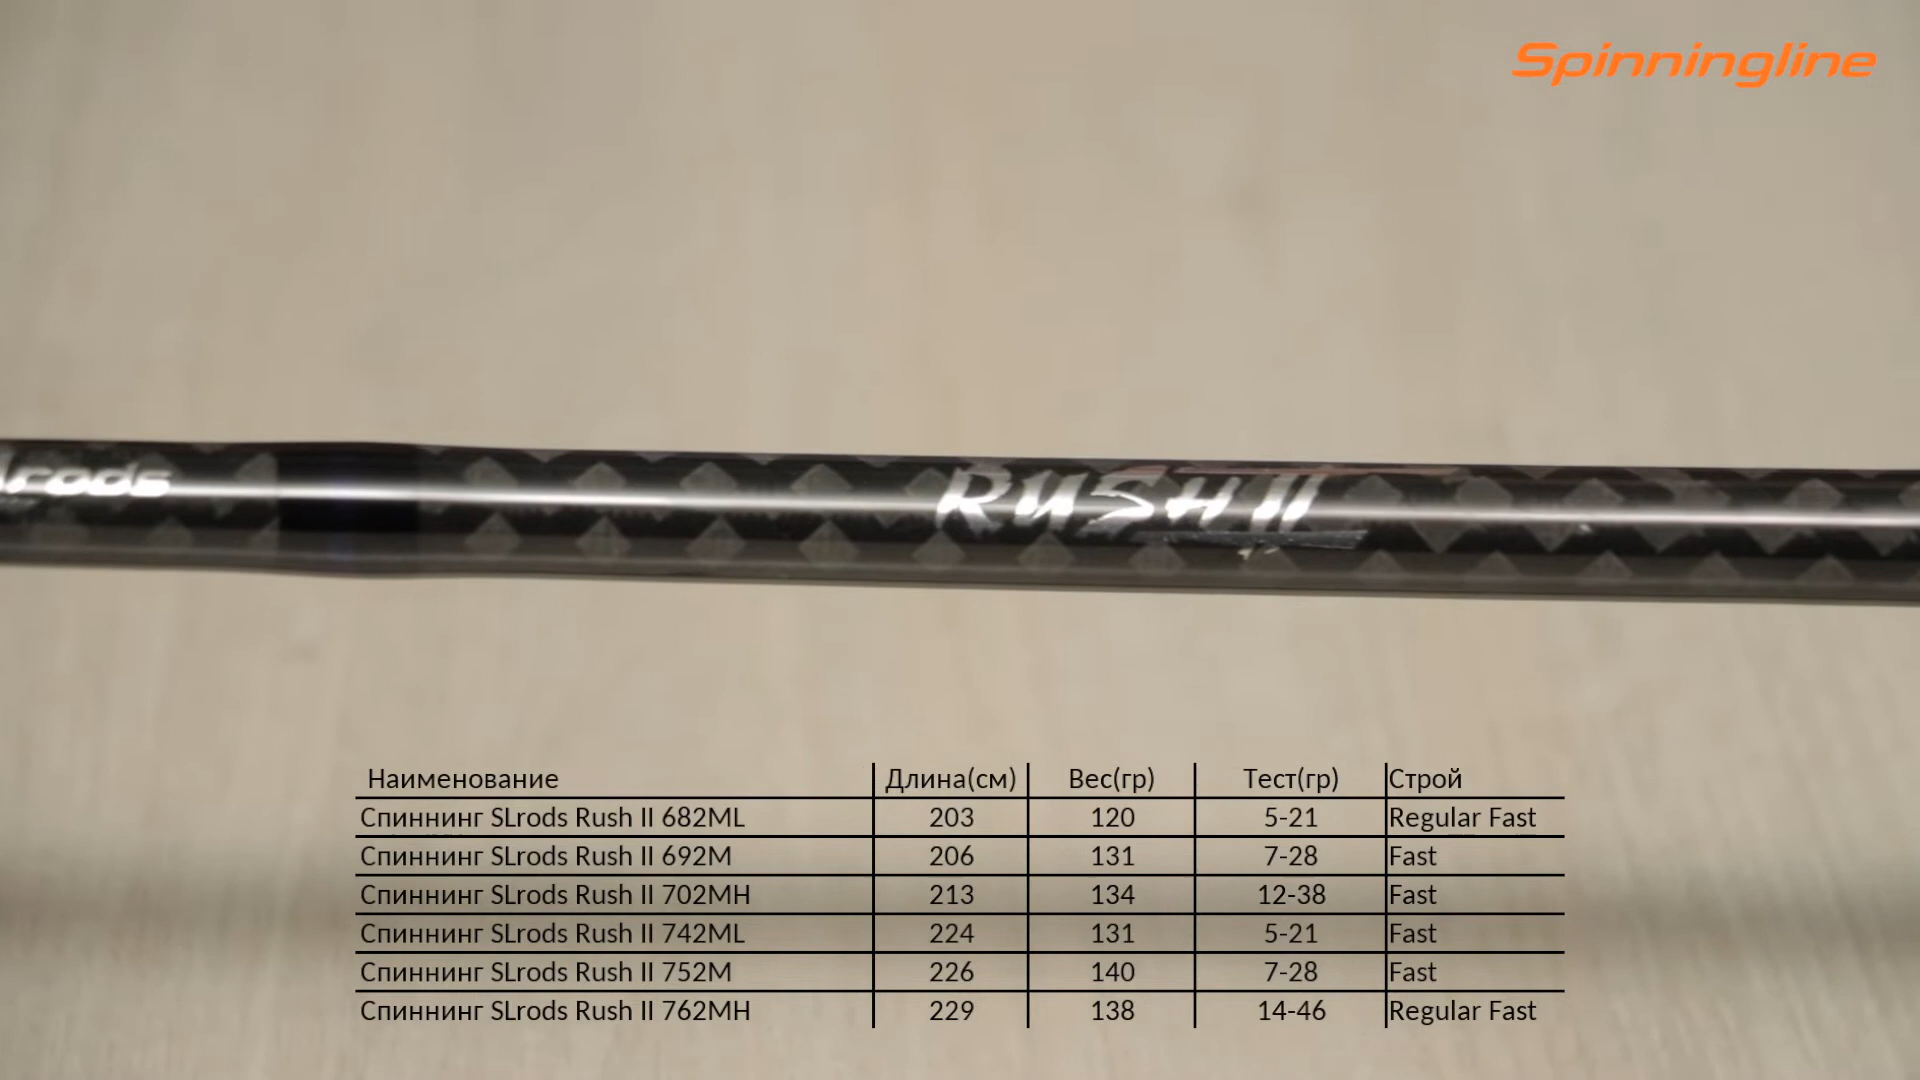 Spinningline
lrods
RUSH II
Наименование Длина(см) Вес(гр) Тест(гр) Строй
Спиннинг SLrods Rush II 682ML 203 120 5-21 Regular Fast
Спиннинг SLrods Rush II 692M 206 131 7-28 Fast
Спиннинг SLrods Rush II 702MH 213 134 12-38 Fast
Спиннинг SLrods Rush II 742ML 224 131 5-21 Fast
Спиннинг SLrods Rush II 752M 226 140 7-28 Fast
Спиннинг SLrods Rush II 762MH 229 138 14-46 Regular Fast